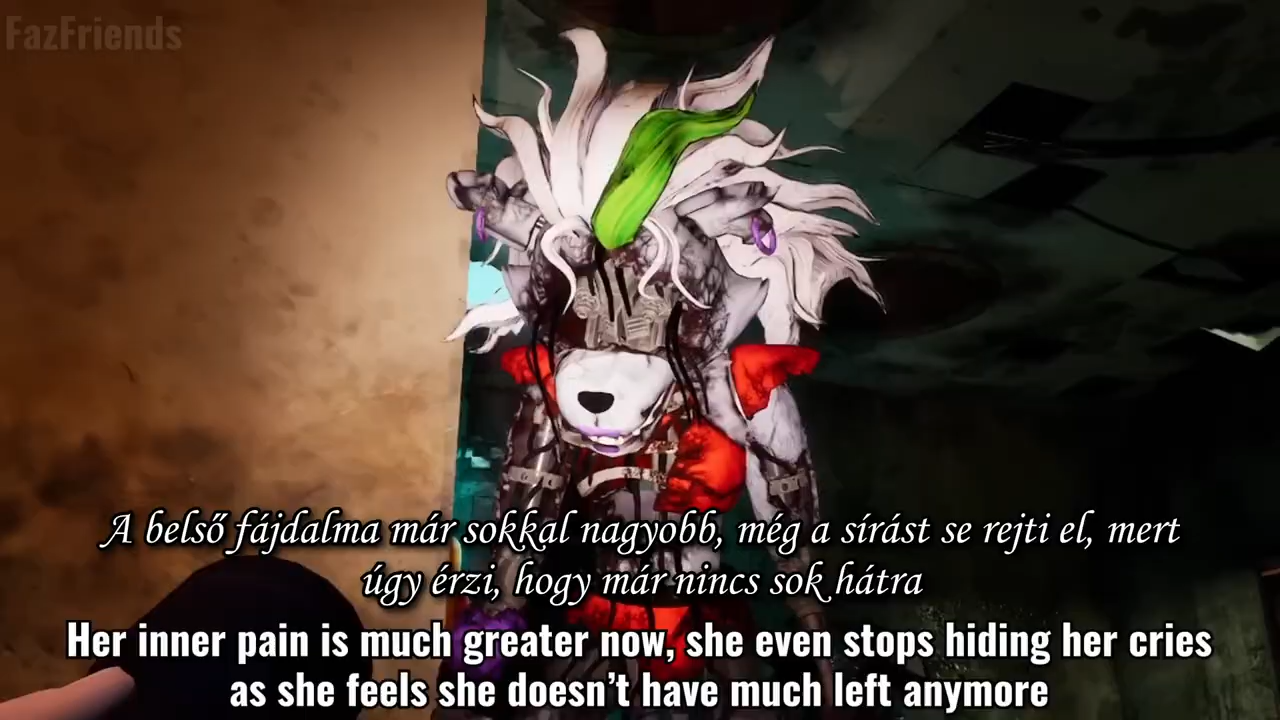 FazFriends
A belső fájdalma már sokkal nagyobb, még a sírást se rejti el, mert
úgy érzi, hogy már nincs sok hátra
Her inner pain is much greater now, she even stops hiding her cries
as she feels she doesn't have much left anymore